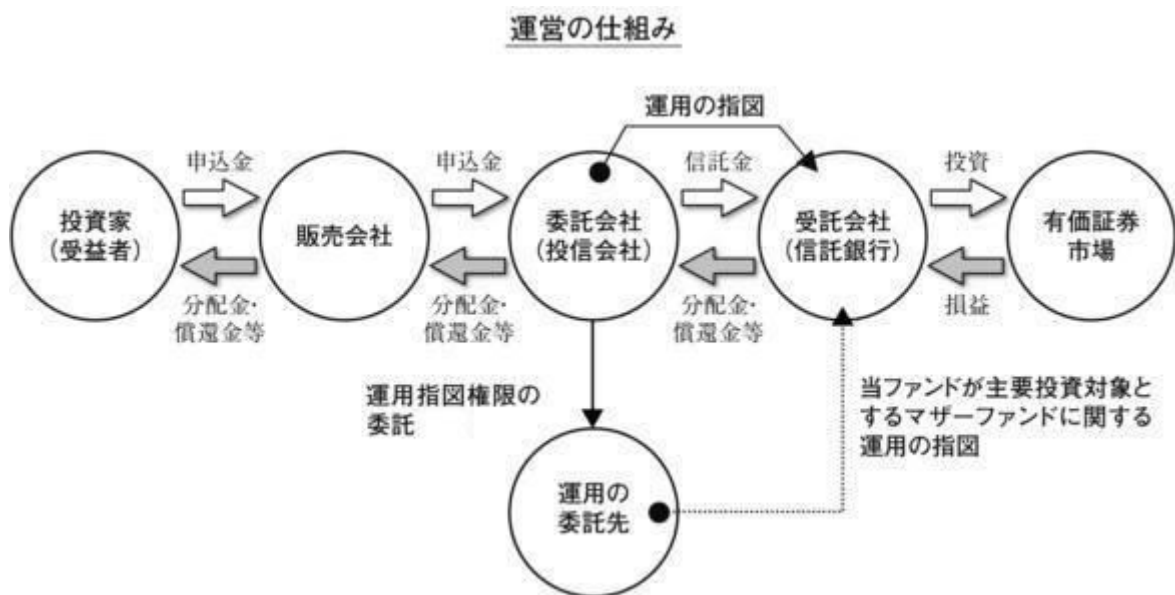 運営の仕組み
運用の指図
申込金
申込金
信託金
投資
投資家
(受益者)
販売会社
委託会社
(投信会社)
受託会社
(信託銀行)
有価証券
市場
分配金・
償還金等
分配金・
償還金等
分配金・
償還金等
損益
運用指図権限の
委託
当ファンドが主要投資対象と
するマザーファンドに関する
運用の指図
運用の
委託先